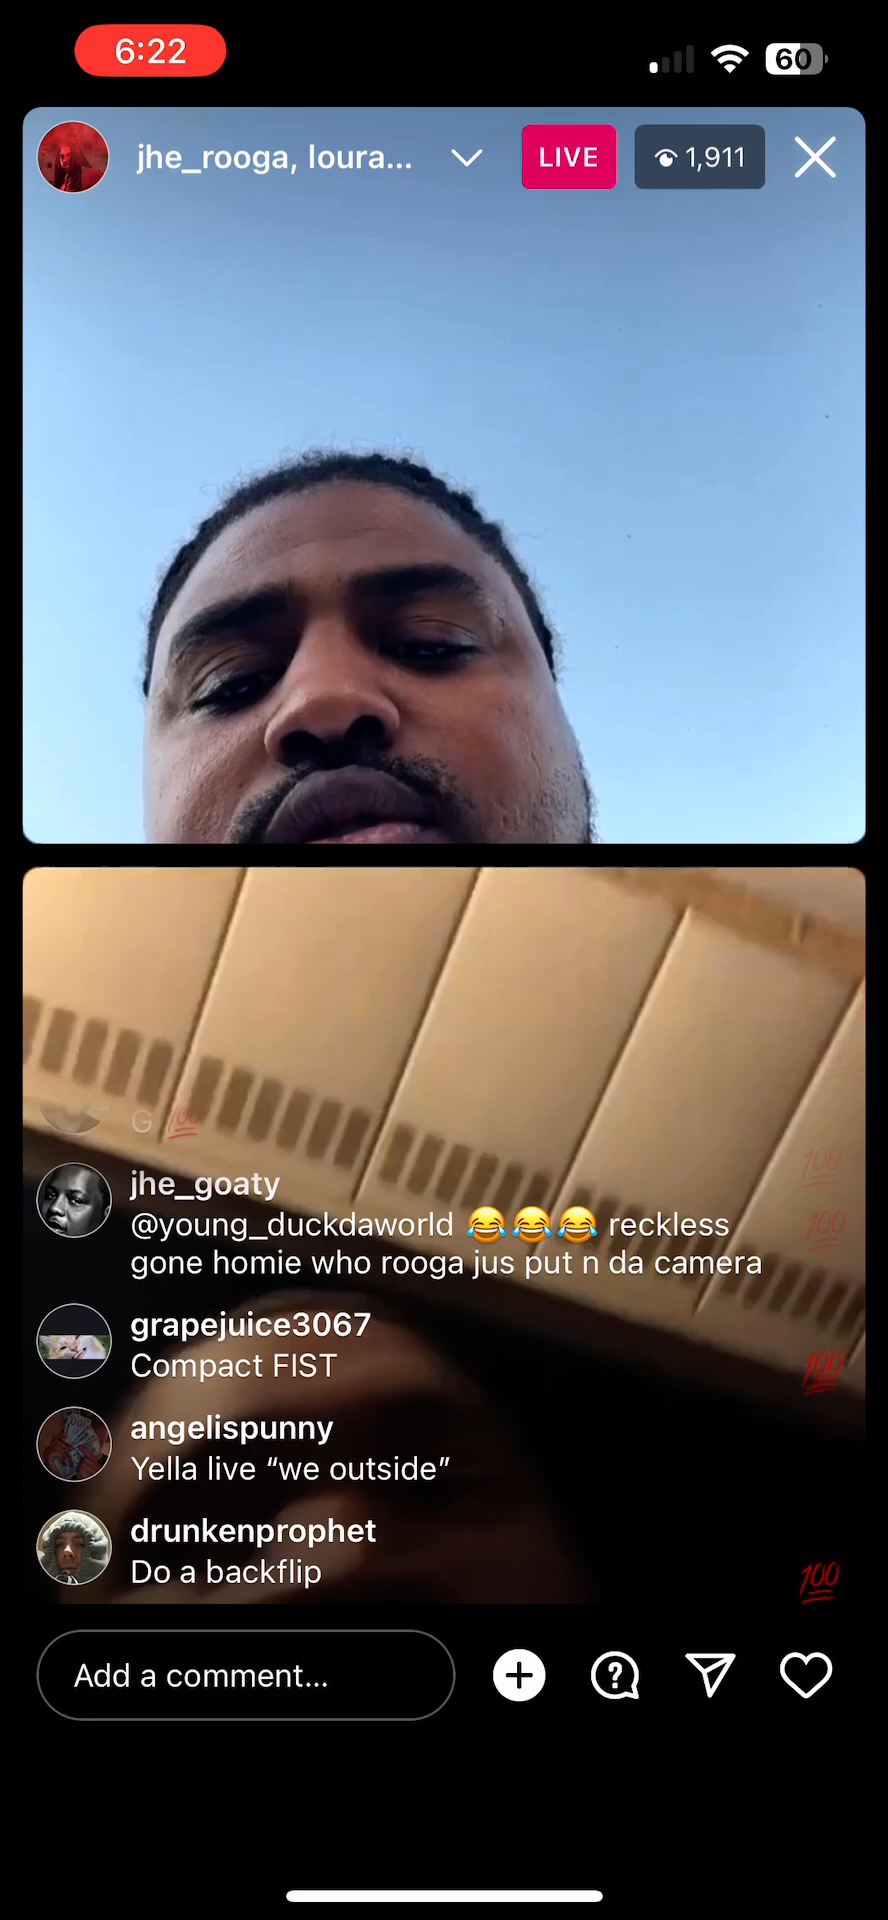 6:22
60
jhe_rooga, loura...
LIVE
1,911
G 💯
jhe_goaty
@young_duckdaworld 😂😂😂 reckless
gone homie who rooga jus put n da camera
grapejuice3067
Compact FIST
angelispunny
Yella live “we outside”
drunkenprophet
Do a backflip
Add a comment...